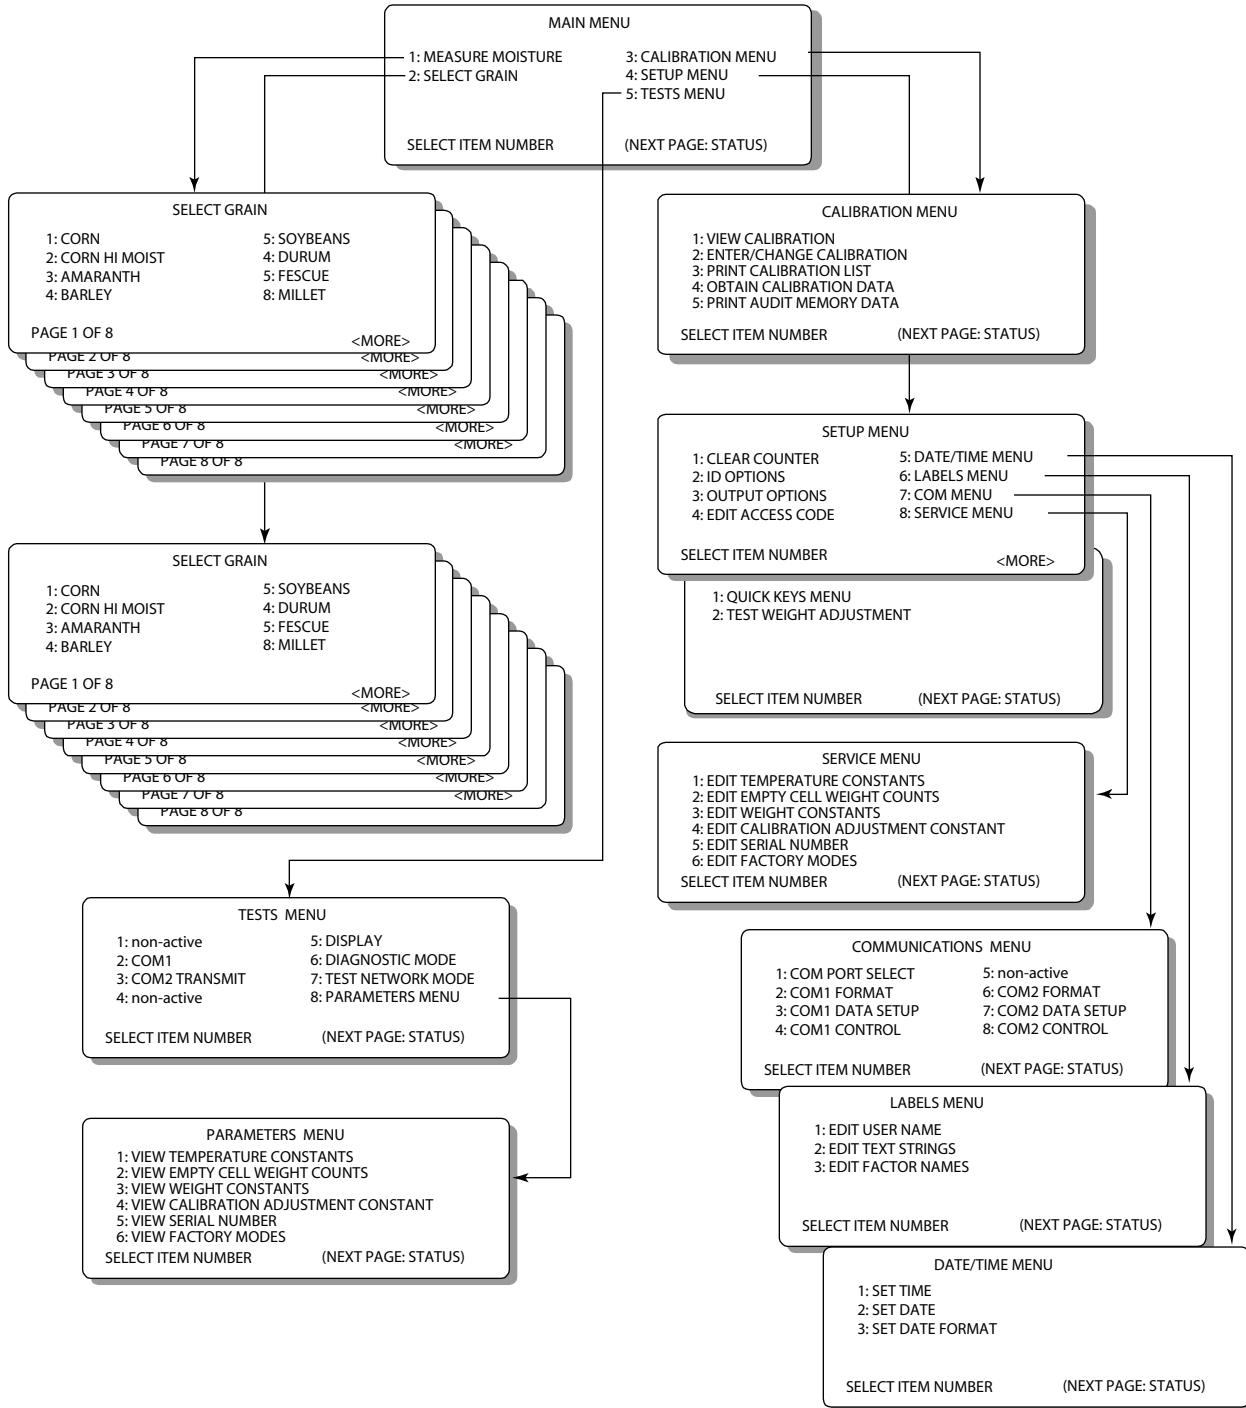 MAIN MENU
1: MEASURE MOISTURE
2: SELECT GRAIN
3: CALIBRATION MENU
4: SETUP MENU
5: TESTS MENU
SELECT ITEM NUMBER
(NEXT PAGE: STATUS)
SELECT GRAIN
1: CORN
2: CORN HI MOIST
3: AMARANTH
4: BARLEY
5: SOYBEANS
4: DURUM
5: FESCUE
8: MILLET
PAGE 1 OF 8
<MORE>
PAGE 2 OF 8
<MORE>
PAGE 3 OF 8
<MORE>
PAGE 4 OF 8
<MORE>
PAGE 5 OF 8
<MORE>
PAGE 6 OF 8
<MORE>
PAGE 7 OF 8
<MORE>
PAGE 8 OF 8
SELECT GRAIN
1: CORN
2: CORN HI MOIST
3: AMARANTH
4: BARLEY
5: SOYBEANS
4: DURUM
5: FESCUE
8: MILLET
PAGE 1 OF 8
<MORE>
PAGE 2 OF 8
<MORE>
PAGE 3 OF 8
<MORE>
PAGE 4 OF 8
<MORE>
PAGE 5 OF 8
<MORE>
PAGE 6 OF 8
<MORE>
PAGE 7 OF 8
<MORE>
PAGE 8 OF 8
TESTS MENU
1: non-active
2: COM1
3: COM2 TRANSMIT
4: non-active
5: DISPLAY
6: DIAGNOSTIC MODE
7: TEST NETWORK MODE
8: PARAMETERS MENU
SELECT ITEM NUMBER
(NEXT PAGE: STATUS)
PARAMETERS MENU
1: VIEW TEMPERATURE CONSTANTS
2: VIEW EMPTY CELL WEIGHT COUNTS
3: VIEW WEIGHT CONSTANTS
4: VIEW CALIBRATION ADJUSTMENT CONSTANT
5: VIEW SERIAL NUMBER
6: VIEW FACTORY MODES
SELECT ITEM NUMBER
(NEXT PAGE: STATUS)
CALIBRATION MENU
1: VIEW CALIBRATION
2: ENTER/CHANGE CALIBRATION
3: PRINT CALIBRATION LIST
4: OBTAIN CALIBRATION DATA
5: PRINT AUDIT MEMORY DATA
SELECT ITEM NUMBER
(NEXT PAGE: STATUS)
SETUP MENU
1: CLEAR COUNTER
2: ID OPTIONS
3: OUTPUT OPTIONS
4: EDIT ACCESS CODE
5: DATE/TIME MENU
6: LABELS MENU
7: COM MENU
8: SERVICE MENU
SELECT ITEM NUMBER
<MORE>
1: QUICK KEYS MENU
2: TEST WEIGHT ADJUSTMENT
SELECT ITEM NUMBER
(NEXT PAGE: STATUS)
SERVICE MENU
1: EDIT TEMPERATURE CONSTANTS
2: EDIT EMPTY CELL WEIGHT COUNTS
3: EDIT WEIGHT CONSTANTS
4: EDIT CALIBRATION ADJUSTMENT CONSTANT
5: EDIT SERIAL NUMBER
6: EDIT FACTORY MODES
SELECT ITEM NUMBER
(NEXT PAGE: STATUS)
COMMUNICATIONS MENU
1: COM PORT SELECT
2: COM1 FORMAT
3: COM1 DATA SETUP
4: COM1 CONTROL
5: non-active
6: COM2 FORMAT
7: COM2 DATA SETUP
8: COM2 CONTROL
SELECT ITEM NUMBER
(NEXT PAGE: STATUS)
LABELS MENU
1: EDIT USER NAME
2: EDIT TEXT STRINGS
3: EDIT FACTOR NAMES
SELECT ITEM NUMBER
(NEXT PAGE: STATUS)
DATE/TIME MENU
1: SET TIME
2: SET DATE
3: SET DATE FORMAT
SELECT ITEM NUMBER
(NEXT PAGE: STATUS)